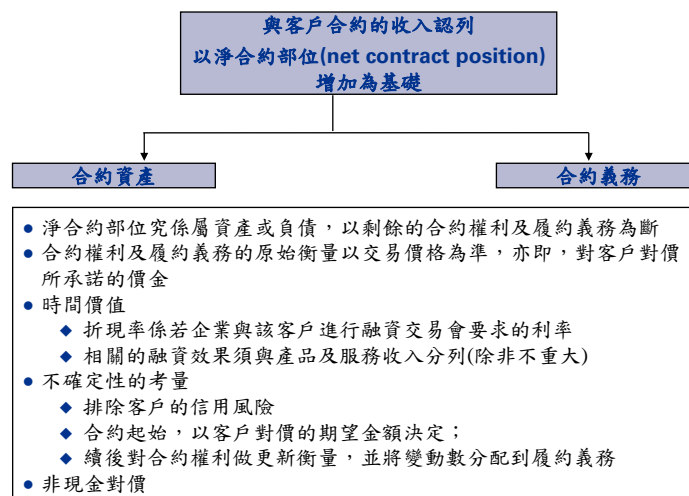 與客戶合約的收入認列
以淨合約部位(net contract position)
增加為基礎
合約資產
合約義務
● 淨合約部位究係屬資產或負債，以剩餘的合約權利及履約義務為斷
● 合約權利及履約義務的原始衡量以交易價格為準，亦即，對客戶對價
所承諾的價金
● 時間價值
◆ 折現率係若企業與該客戶進行融資交易會要求的利率
◆ 相關的融資效果須與產品及服務收入分列(除非不重大)
● 不確定性的考量
◆ 排除客戶的信用風險
◆ 合約起始，以客戶對價的期望金額決定；
◆ 續後對合約權利做更新衡量，並將變動數分配到履約義務
● 非現金對價